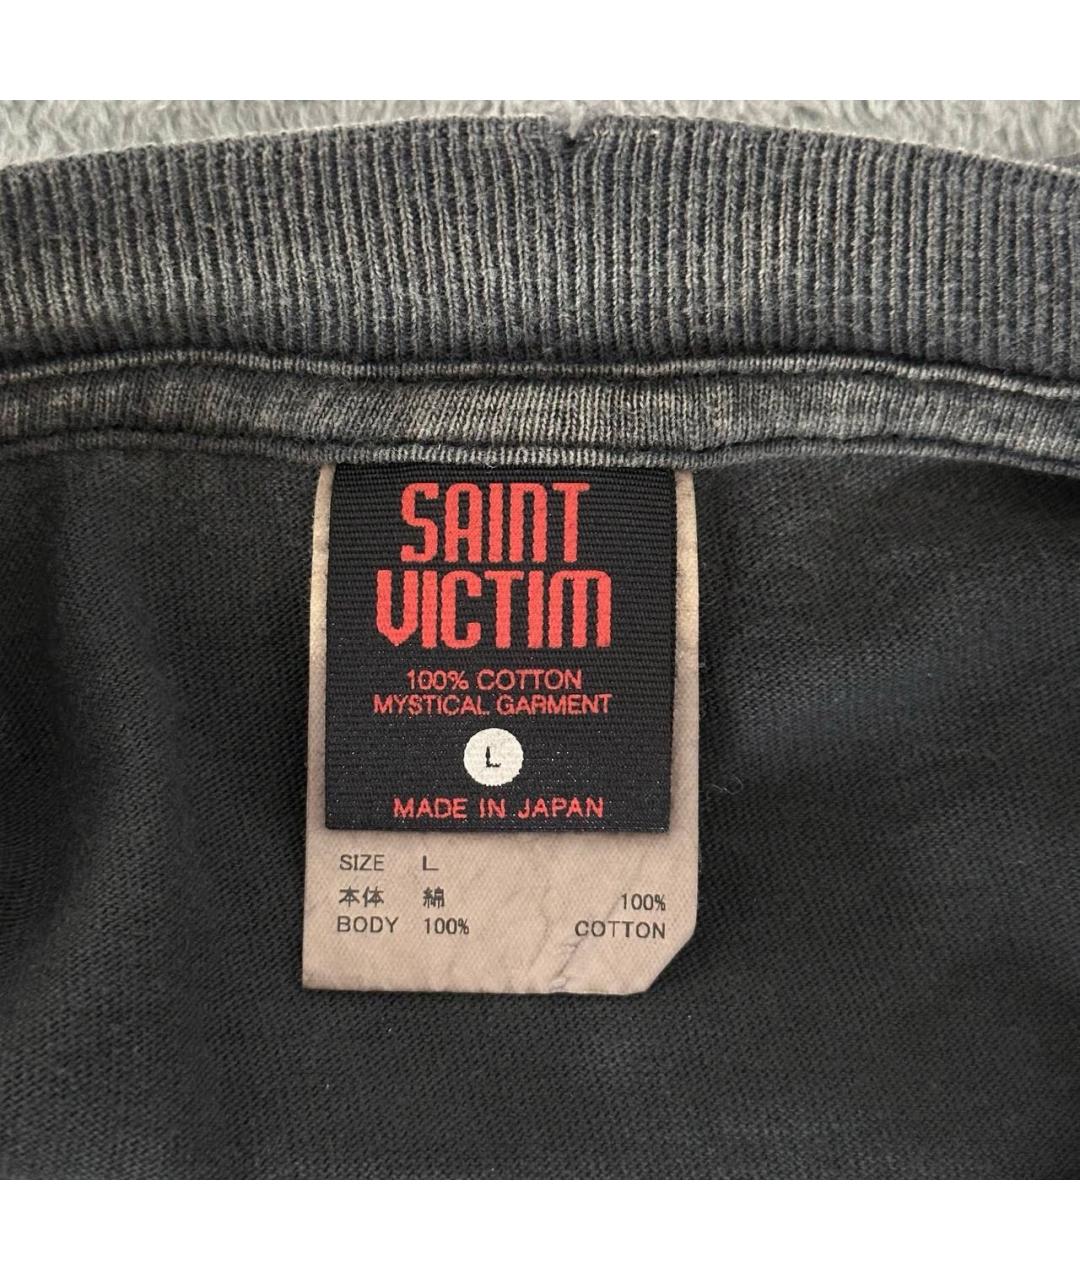 SAINT
VICTIM
100% COTTON
MYSTICAL GARMENT
L
MADE IN JAPAN
SIZE L
本体 綿 100%
BODY 100% COTTON